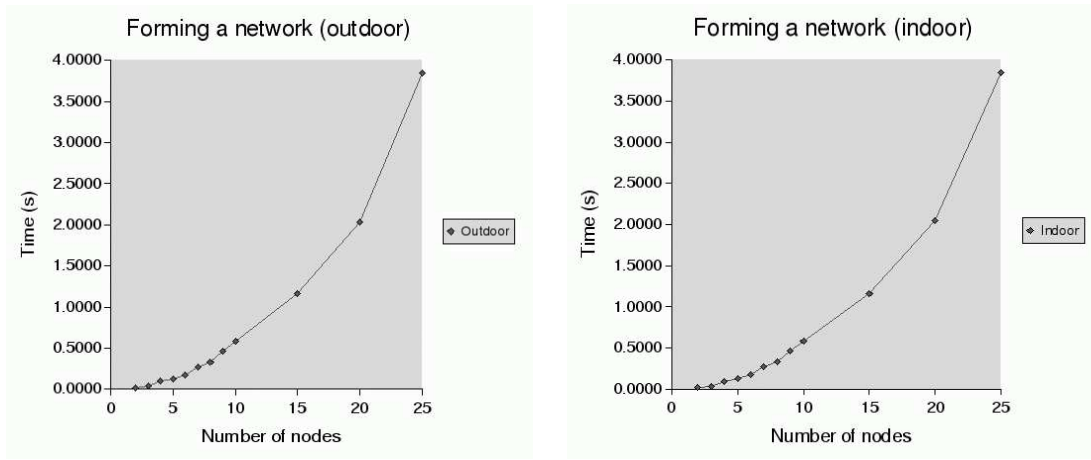 Forming a network (outdoor)
4.0000
3.5000
3.0000
2.5000
2.0000
1.5000
1.0000
0.5000
0.0000
0 5 10 15 20 25
Time (s)
Number of nodes
Outdoor
Forming a network (indoor)
4.0000
3.5000
3.0000
2.5000
2.0000
1.5000
1.0000
0.5000
0.0000
0 5 10 15 20 25
Time (s)
Number of nodes
Indoor